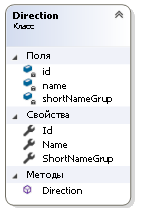 Direction
Класс
Поля
id
name
shortNameGrup
Свойства
Id
Name
ShortNameGrup
Методы
Direction